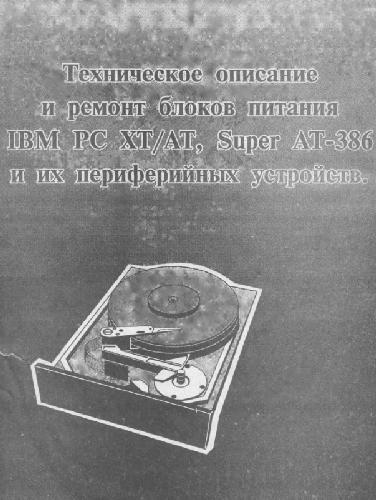 Техническое описание
и ремонт блоков питания
IBM PC XT/AT, Super AT-386
и их периферийных устройств.